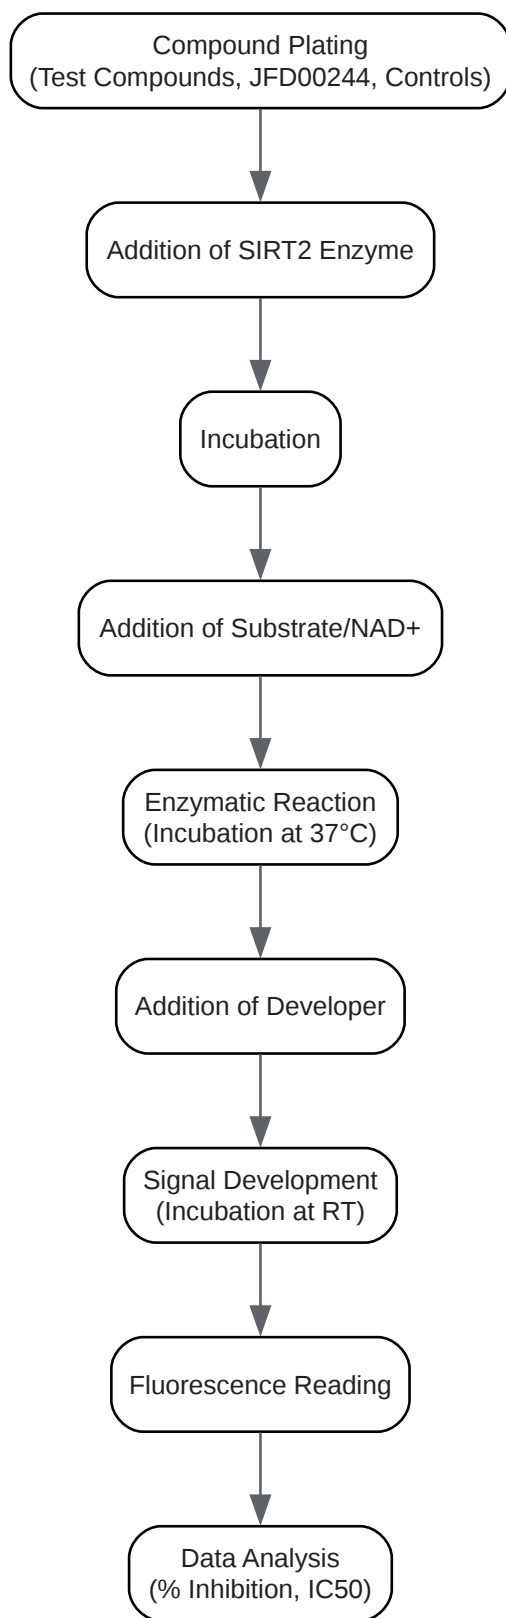 Compound Plating
(Test Compounds, JFD00244, Controls)
Addition of SIRT2 Enzyme
Incubation
Addition of Substrate/NAD+
Enzymatic Reaction
(Incubation at 37°C)
Addition of Developer
Signal Development
(Incubation at RT)
Fluorescence Reading
Data Analysis
(% Inhibition, IC50)